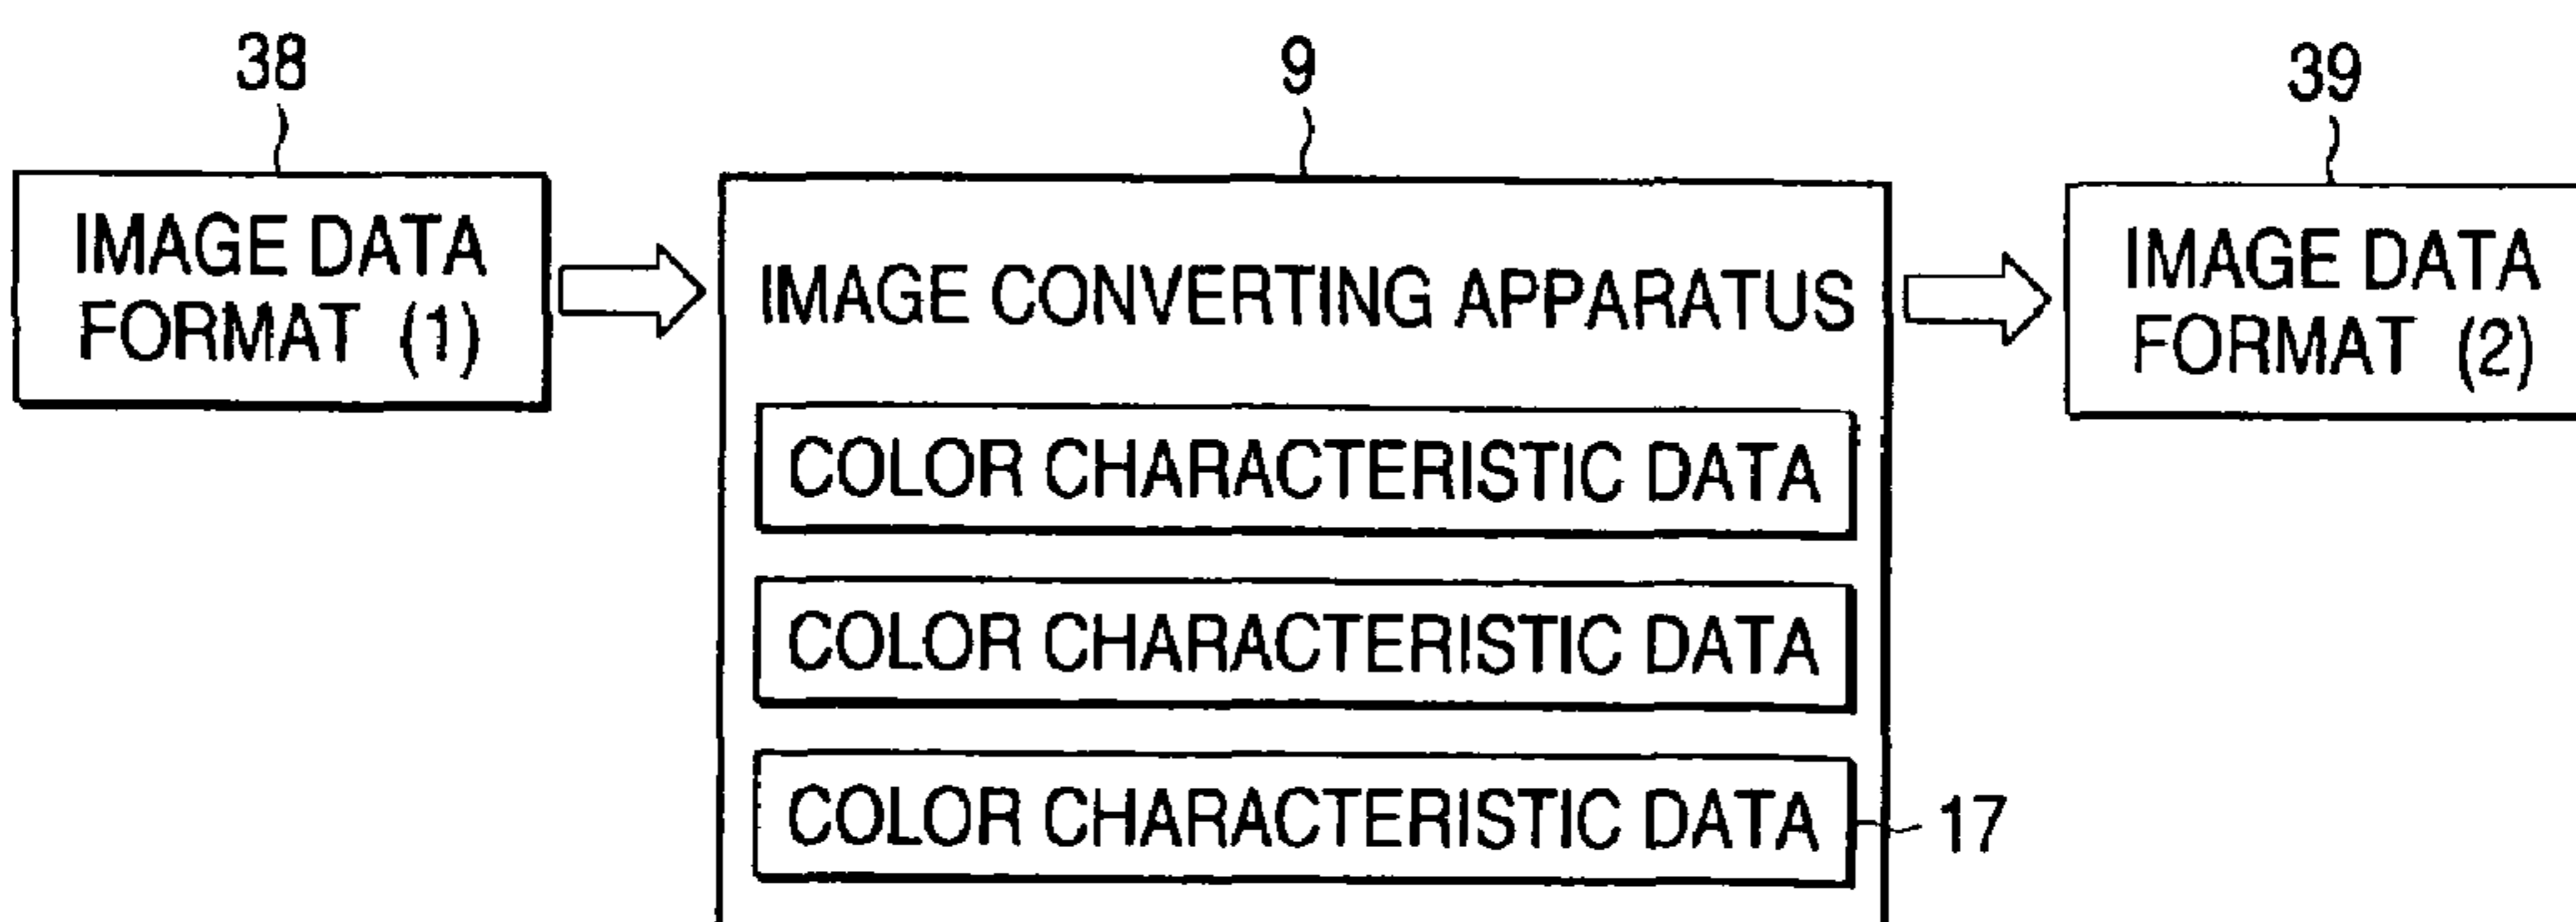 38
9
39
IMAGE DATA
FORMAT (1)
IMAGE CONVERTING APPARATUS
IMAGE DATA
FORMAT (2)
COLOR CHARACTERISTIC DATA
COLOR CHARACTERISTIC DATA
COLOR CHARACTERISTIC DATA
17